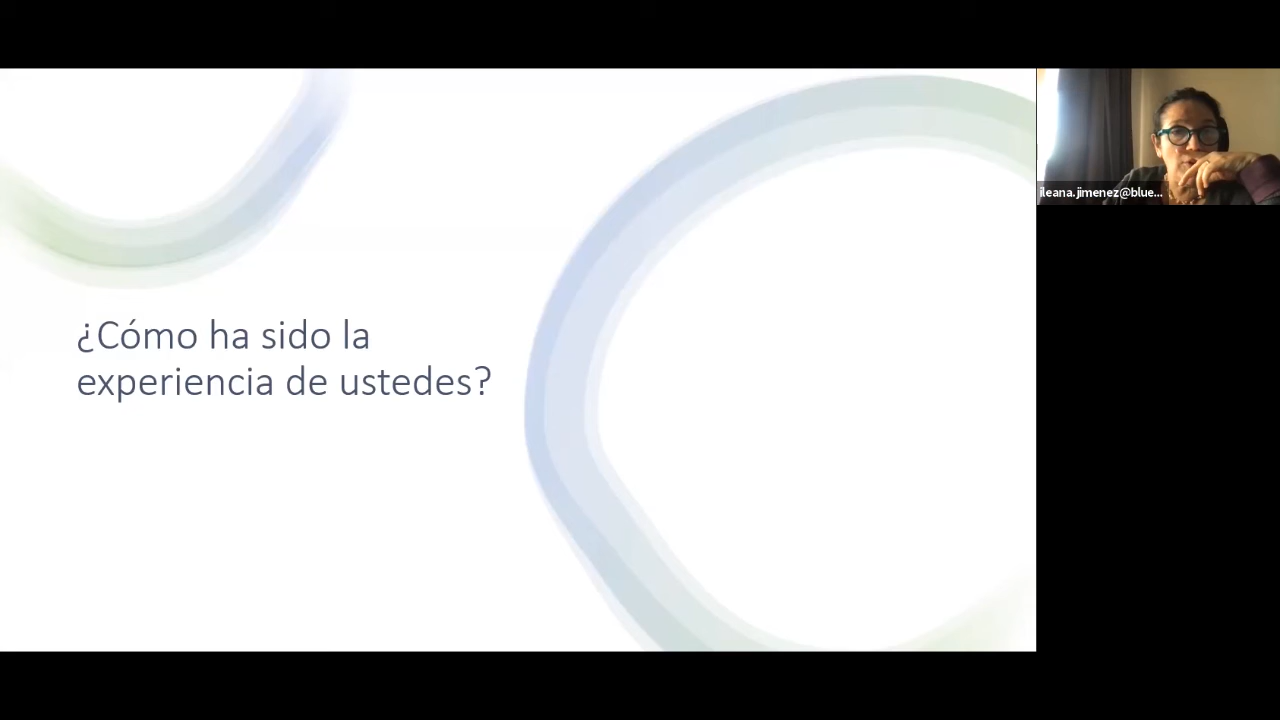 ¿Cómo ha sido la
experiencia de ustedes?
ileana.jimenez@blue...